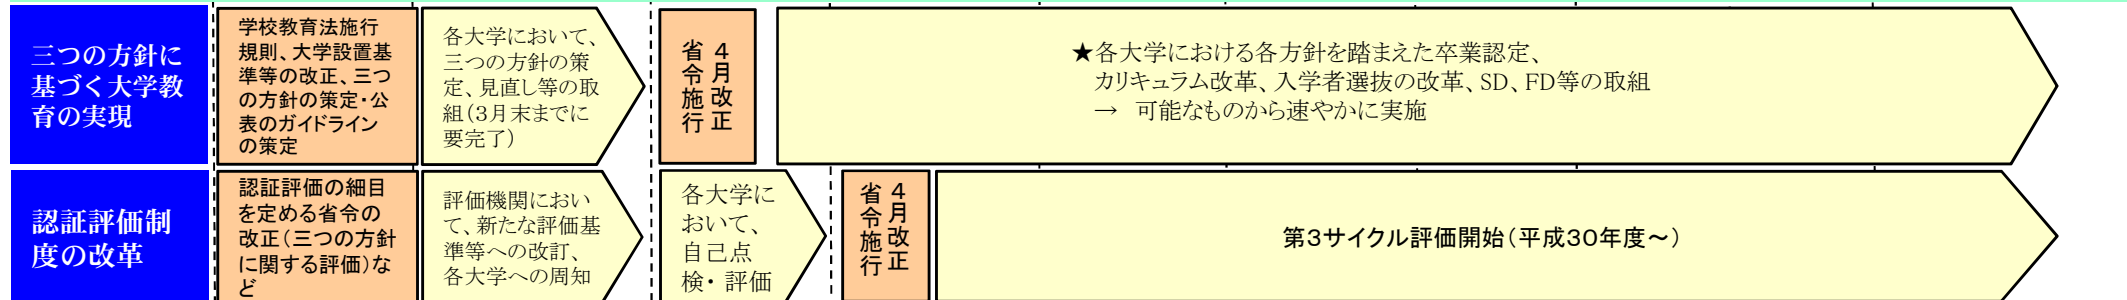 三つの方針に
基づく大学教
育の実現
学校教育法施行
規則、大学設置基
準等の改正、三つ
の方針の策定・公
表のガイドライン
の策定
各大学において、
三つの方針の策
定、見直し等の取
組(3月末までに
要完了)
4月改正
省令施行
★各大学における各方針を踏まえた卒業認定、
カリキュラム改革、入学者選抜の改革、SD、FD等の取組
→ 可能なものから速やかに実施
認証評価制
度の改革
認証評価の細目
を定める省令の
改正(三つの方針
に関する評価)な
ど
評価機関におい
て、新たな評価基
準等への改訂、
各大学への周知
各大学に
おいて、
自己点
検・評価
4月改正
省令施行
第3サイクル評価開始(平成30年度~)